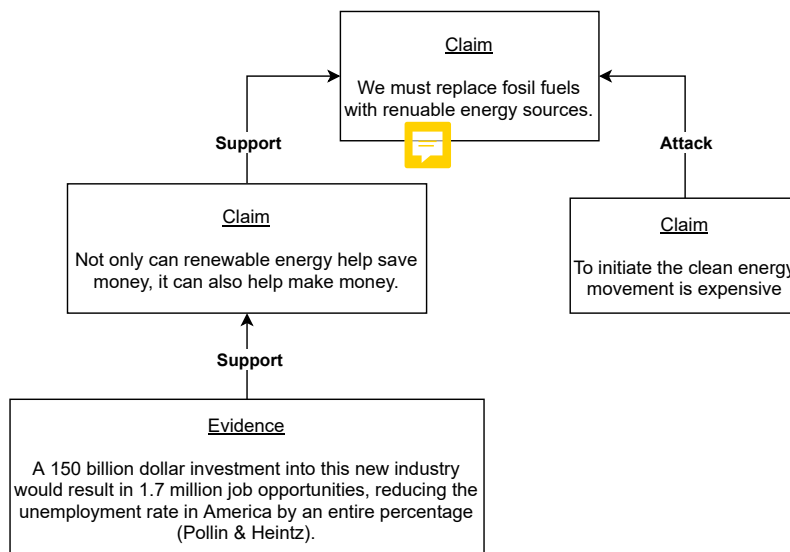 Claim
We must replace fosil fuels
with renuable energy sources.
Support
Attack
Claim
Not only can renewable energy help save
money, it can also help make money.
Claim
To initiate the clean energy
movement is expensive
Support
Evidence
A 150 billion dollar investment into this new industry
would result in 1.7 million job opportunities, reducing the
unemployment rate in America by an entire percentage
(Pollin & Heintz).